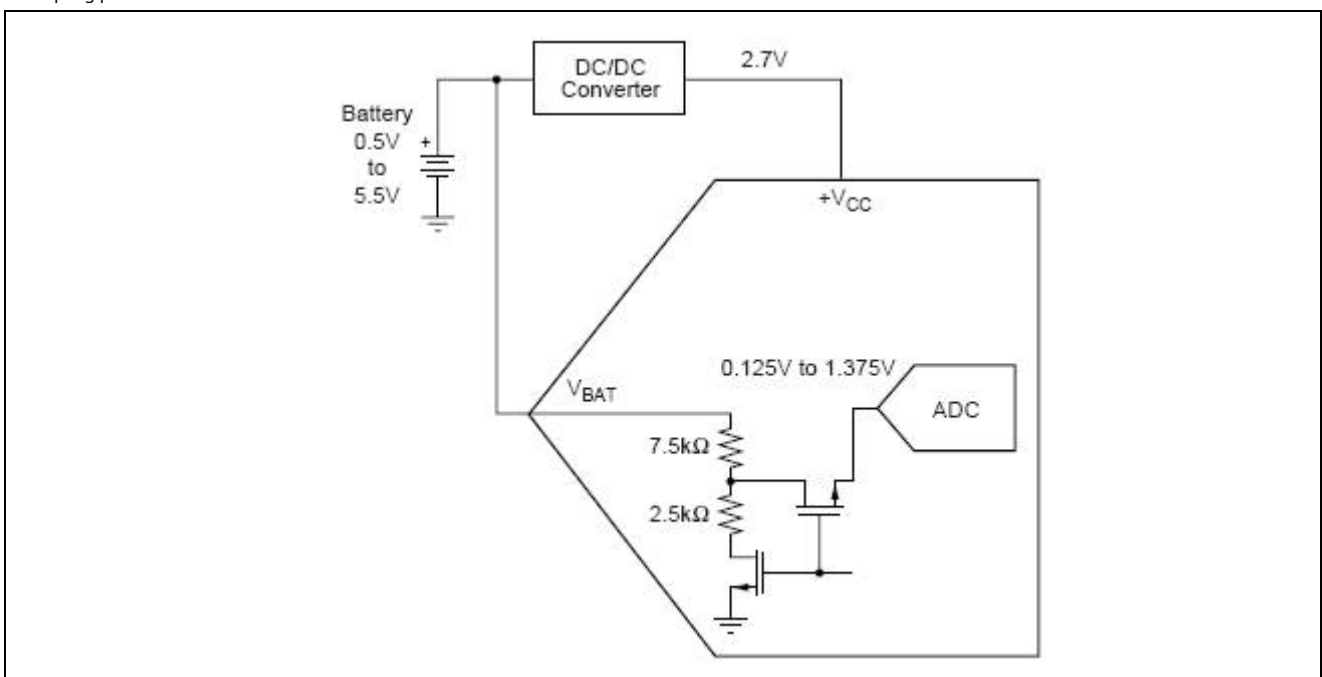 DC/DC
Converter
2.7V
Battery
0.5V
+
to
5.5V
+VCC
0.125V to 1.375V
VBAT
ADC
7.5kΩ
2.5kΩ